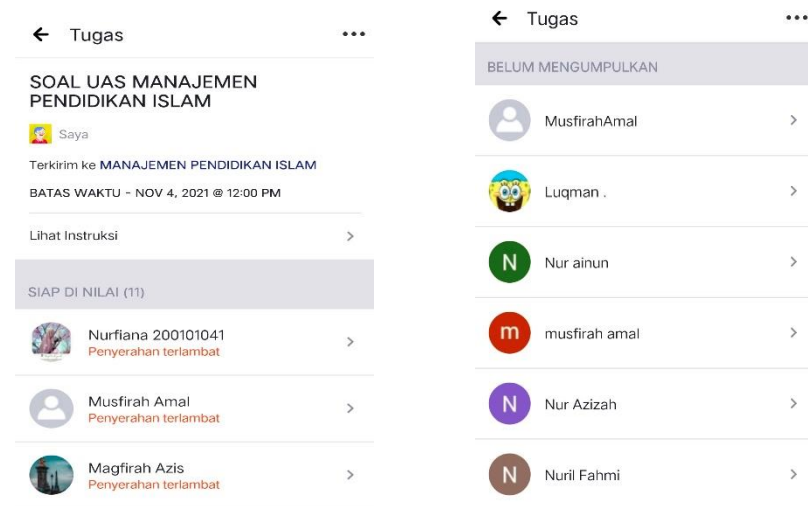 Tugas
SOAL UAS MANAJEMEN
PENDIDIKAN ISLAM
Saya
Terkirim ke MANAJEMEN PENDIDIKAN ISLAM
BATAS WAKTU - NOV 4, 2021 @ 12:00 PM
Lihat Instruksi
SIAP DI NILAI (11)
Nurfiana 200101041
Penyerahan terlambat
Musfirah Amal
Penyerahan terlambat
Magfirah Azis
Penyerahan terlambat
Tugas
BELUM MENGUMPULKAN
MusfirahAmal
Luqman .
N
Nur ainun
m
musfirah amal
N
Nur Azizah
N
Nuril Fahmi